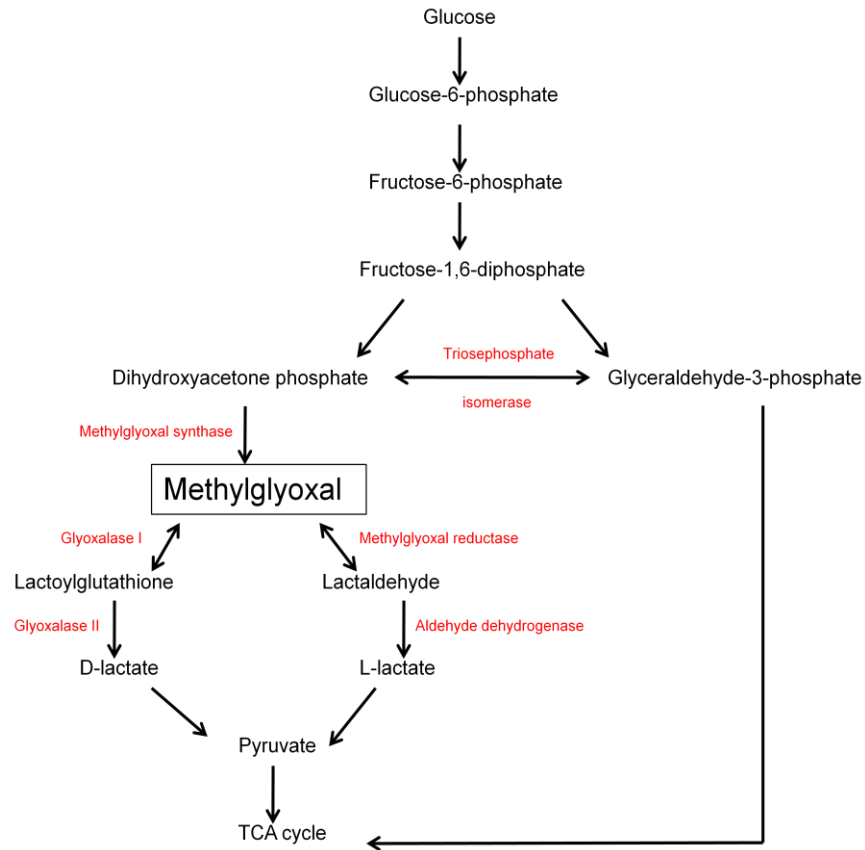 Glucose
Glucose-6-phosphate
Fructose-6-phosphate
Fructose-1,6-diphosphate
Triosephosphate
Dihydroxyacetone phosphate
Glyceraldehyde-3-phosphate
isomerase
Methylglyoxal synthase
Methylglyoxal
Glyoxalase I
Methylglyoxal reductase
Lactoylglutathione
Lactaldehyde
Glyoxalase II
Aldehyde dehydrogenase
D-lactate
L-lactate
Pyruvate
TCA cycle